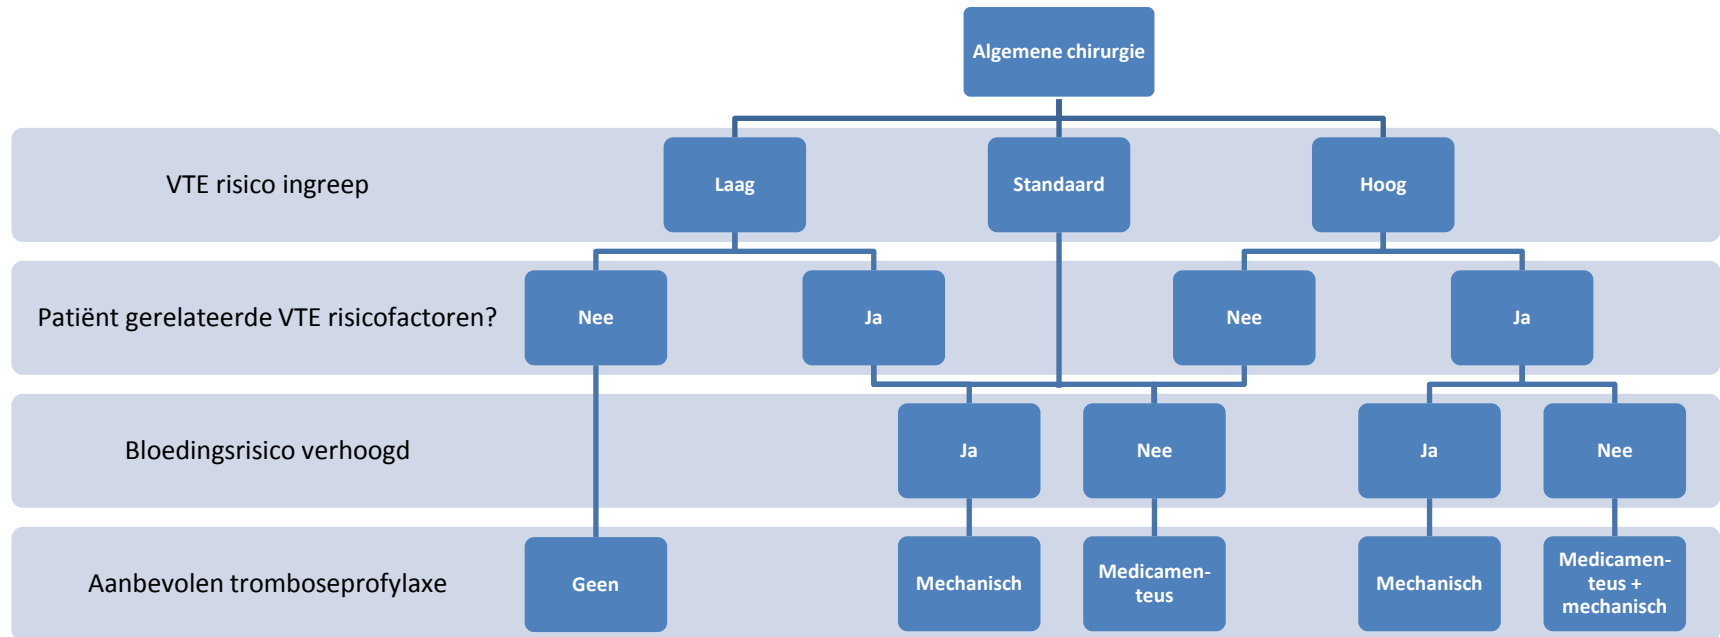 Algemene chirurgie
VTE risico ingreep
Laag
Standaard
Hoog
Patiënt gerelateerde VTE risicofactoren?
Nee
Ja
Nee
Ja
Bloedingsrisico verhoogd
Ja
Nee
Ja
Nee
Aanbevolen tromboseprofylaxe
Geen
Mechanisch
Medicamen-
teus
Mechanisch
Medicamen-
teus +
mechanisch